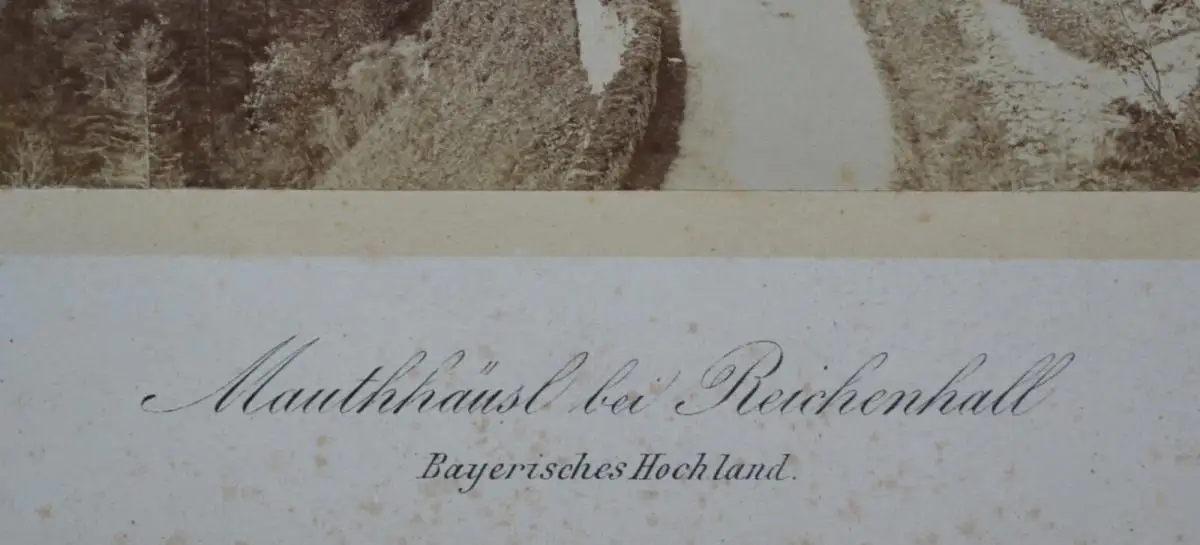 Mauthhäusl bei Reichenhall
Bayerisches Hochland.